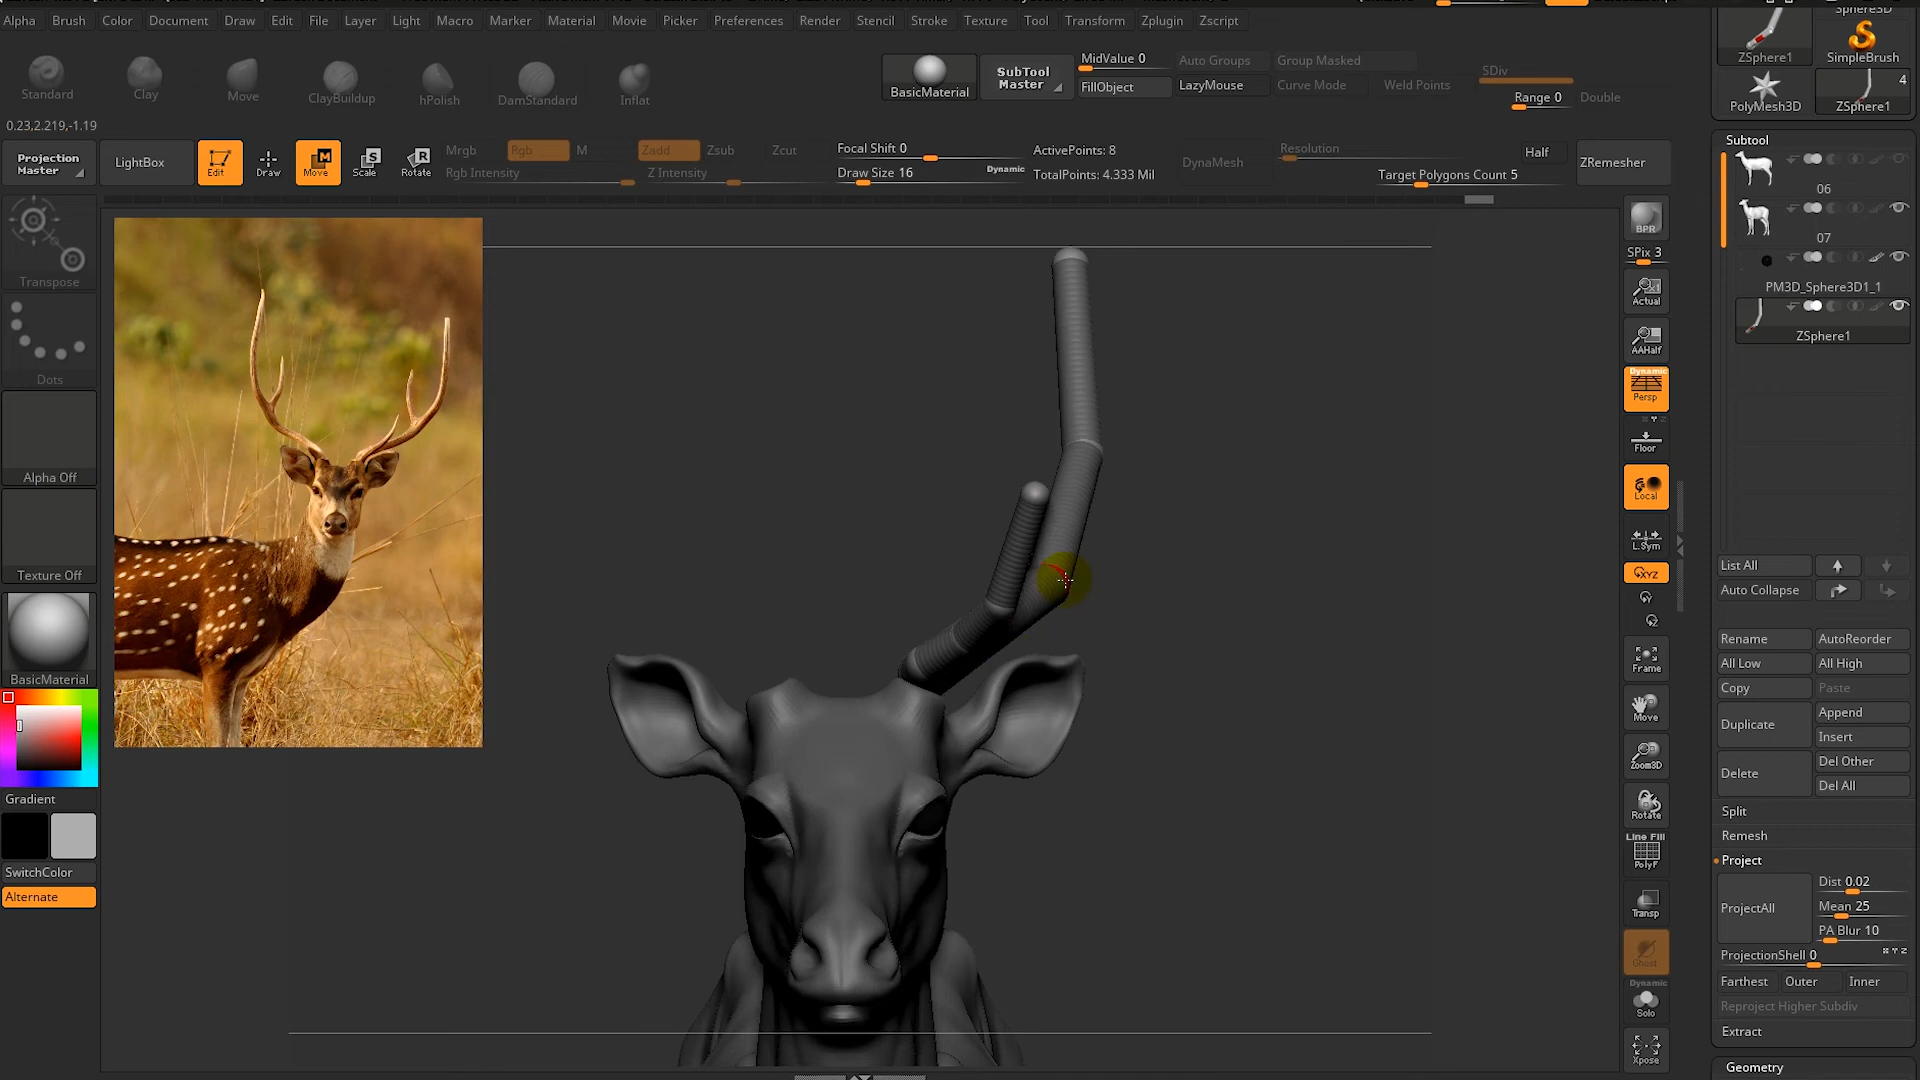 Alpha Brush Color Document Draw Edit File Layer Light Macro Marker Material Movie Picker Preferences Render Stencil Stroke Texture Tool Transform Zplugin Zscript
Standard Clay Move ClayBuildup hPolish DamStandard Inflat
BasicMaterial
SubTool
Master
MidValue 0
FillObject
Auto Groups
LazyMouse
Group Masked
Curve Mode
Weld Points
SDiv
Range 0
Double
0.23,2.219,-1.19
Projection
Master
LightBox
Edit
Draw
Move
Scale
Rotate
Mrgb
Rgb
M
Rgb Intensity
Zadd
Zsub
Zcut
Z Intensity
Focal Shift 0
Draw Size 16
Dynamic
ActivePoints: 8
TotalPoints: 4.333 Mil
DynaMesh
Resolution
Half
Target Polygons Count 5
ZRemesher
Transpose
Dots
Alpha Off
Texture Off
BasicMaterial
Gradient
SwitchColor
Alternate
BPR
SPix 3
Actual
AAHalf
Dynamic
Persp
Floor
Local
L.Sym
XYZ
Y
Z
Frame
Move
Zoom3D
Rotate
Line Fill
PolyF
Transp
Ghost
Dynamic
Solo
Xpose
Sphere3D
ZSphere1
SimpleBrush
PolyMesh3D
4
ZSphere1
Subtool
06
07
PM3D_Sphere3D1_1
ZSphere1
List All
Auto Collapse
Rename
AutoReorder
All Low
All High
Copy
Paste
Duplicate
Append
Insert
Delete
Del Other
Del All
Split
Remesh
Project
ProjectAll
Dist 0.02
Mean 25
PA Blur 10
ProjectionShell 0
X Y Z
Farthest Outer Inner
Reproject Higher Subdiv
Extract
Geometry